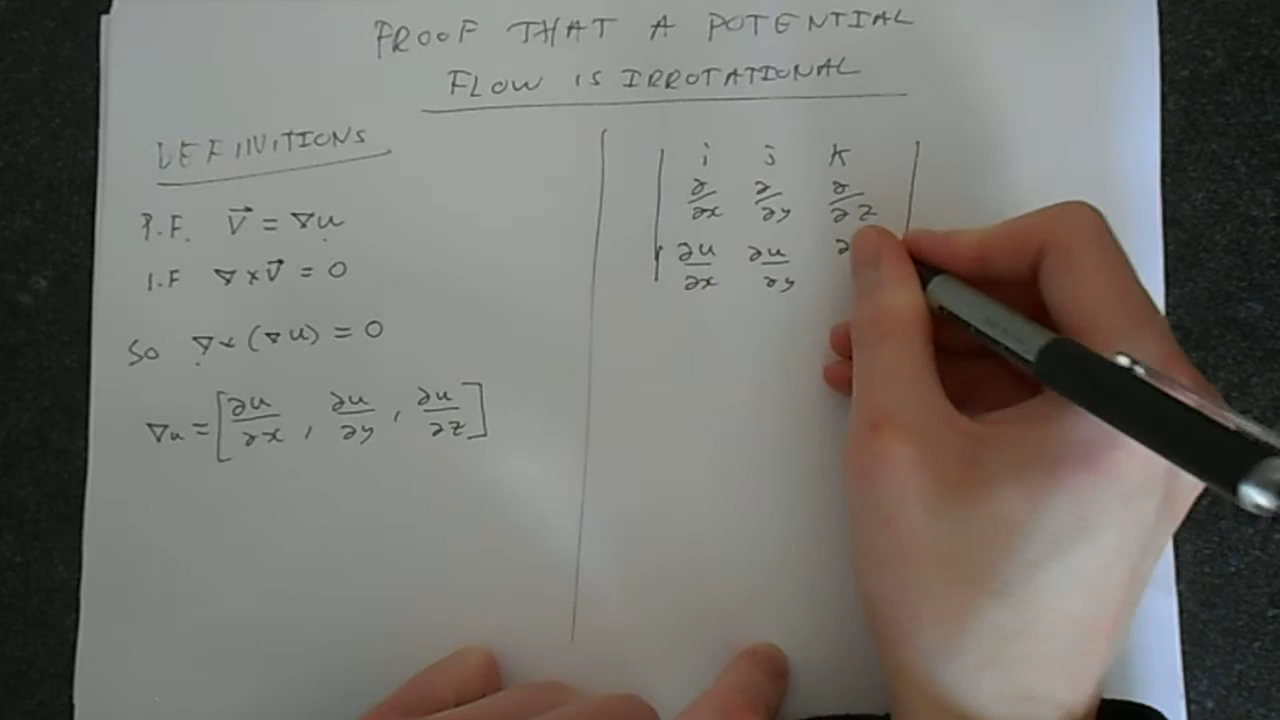 PROOF THAT A POTENTIAL
FLOW IS IRROTATIONAL
DEFINITIONS
P.F. V⃗ = ∇u
I.F ∇×V⃗ = 0
So ∇×(∇u) = 0
∇u = [∂u/∂x, ∂u/∂y, ∂u/∂z]
| i j k |
| ∂/∂x ∂/∂y ∂/∂z |
| ∂u/∂x ∂u/∂y ∂